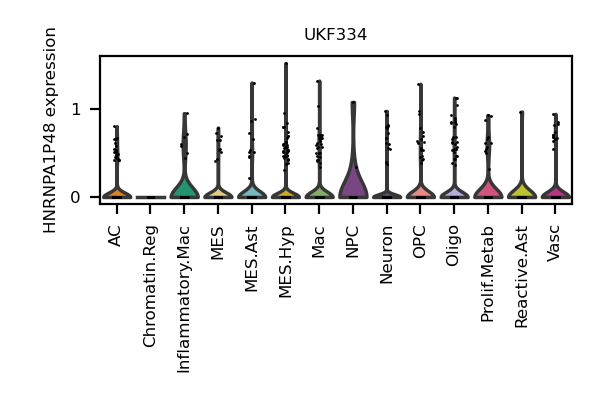 UKF334
HNRNPA1P48 expression
1
0
AC
Chromatin.Reg
Inflammatory.Mac
MES
MES.Ast
MES.Hyp
Mac
NPC
Neuron
OPC
Oligo
Prolif.Metab
Reactive.Ast
Vasc